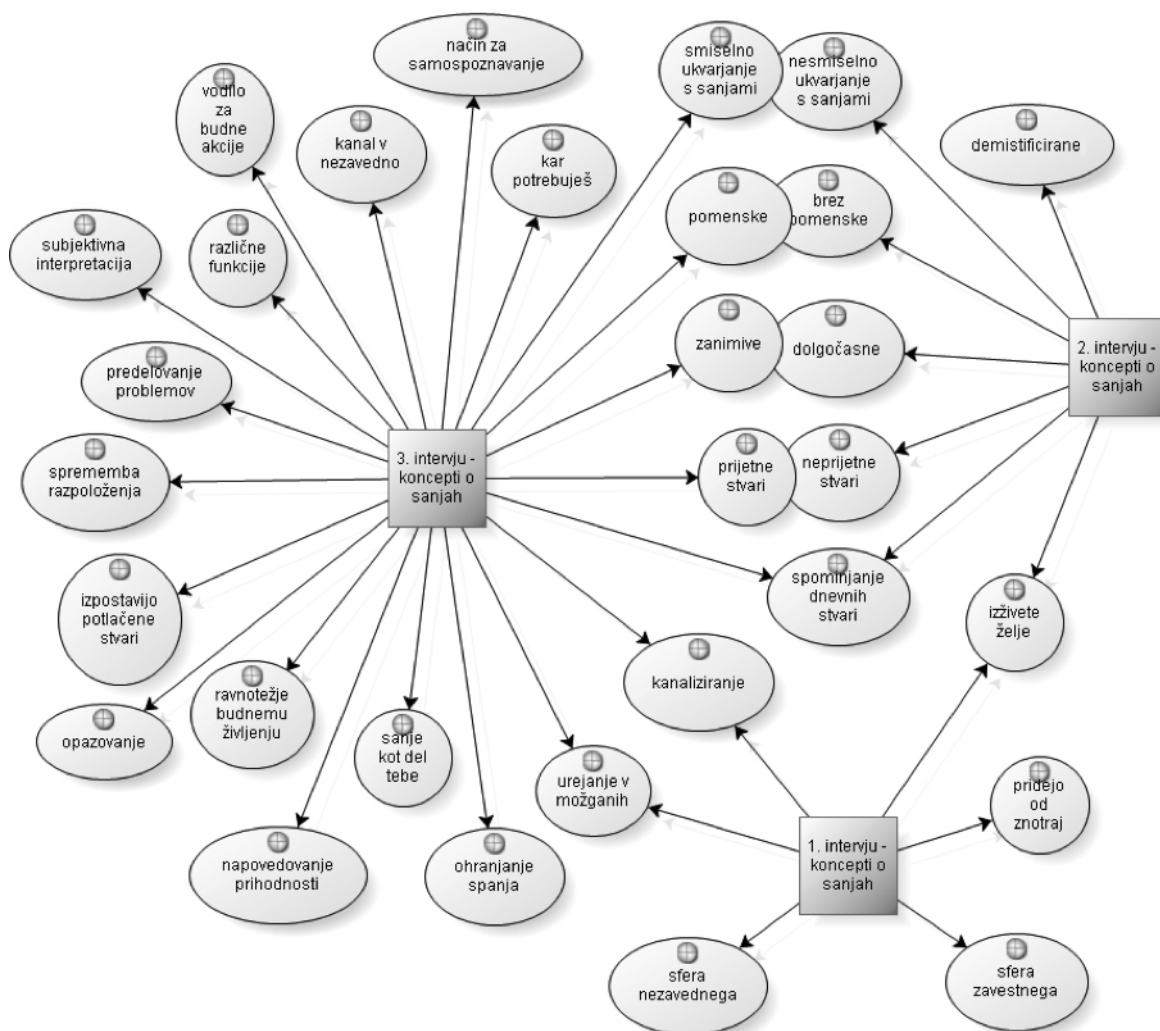 način za
samospoznavanje
smiselno
ukvarjanje
s sanjami
nesmiselno
ukvarjanje
s sanjami
vodilo
za
budne
akcije
kanal v
nezavedno
kar
potrebuješ
demistificirane
subjektivna
interpretacija
različne
funkcije
pomenske
brez
pomenske
zanimive
dolgočasne
2. intervju -
koncepti o
sanjah
predelovanje
problemov
3. intervju -
koncepti o
sanjah
sprememba
razpoloženja
prijetne
stvari
neprijetne
stvari
izpostavijo
potlačene
stvari
spominjanje
dnevnih
stvari
izživete
želje
kanaliziranje
ravnotežje
budnemu
življenju
opazovanje
sanje
kot del
tebe
urejanje v
možganih
pridejo
od
znotraj
napovedovanje
prihodnosti
ohranjanje
spanja
1. intervju -
koncepti o
sanjah
sfera
nezavednega
sfera
zavestnega